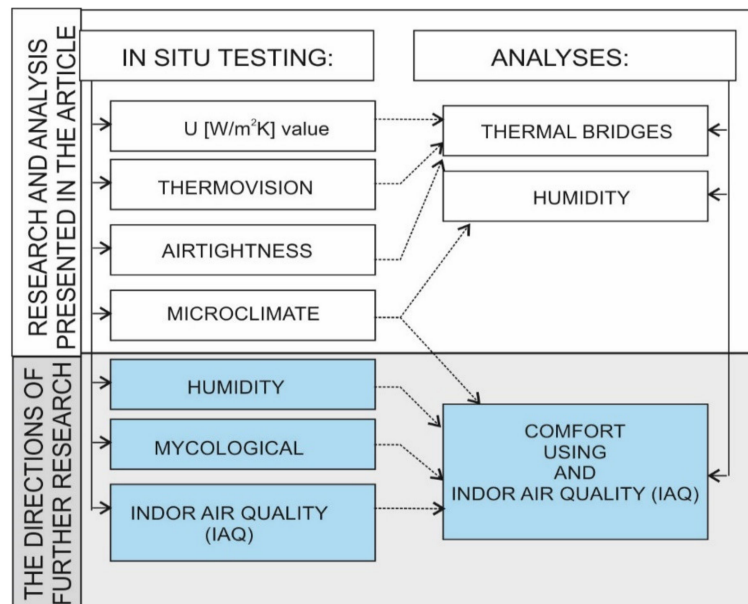 RESEARCH AND ANALYSIS
PRESENTED IN THE ARTICLE
IN SITU TESTING:
ANALYSES:
U [W/m²K] value
THERMOVISION
AIRTIGHTNESS
MICROCLIMATE
THERMAL BRIDGES
HUMIDITY
THE DIRECTIONS OF
FURTHER RESEARCH
HUMIDITY
MYCOLOGICAL
INDOR AIR QUALITY
(IAQ)
COMFORT
USING
AND
INDOR AIR QUALITY (IAQ)